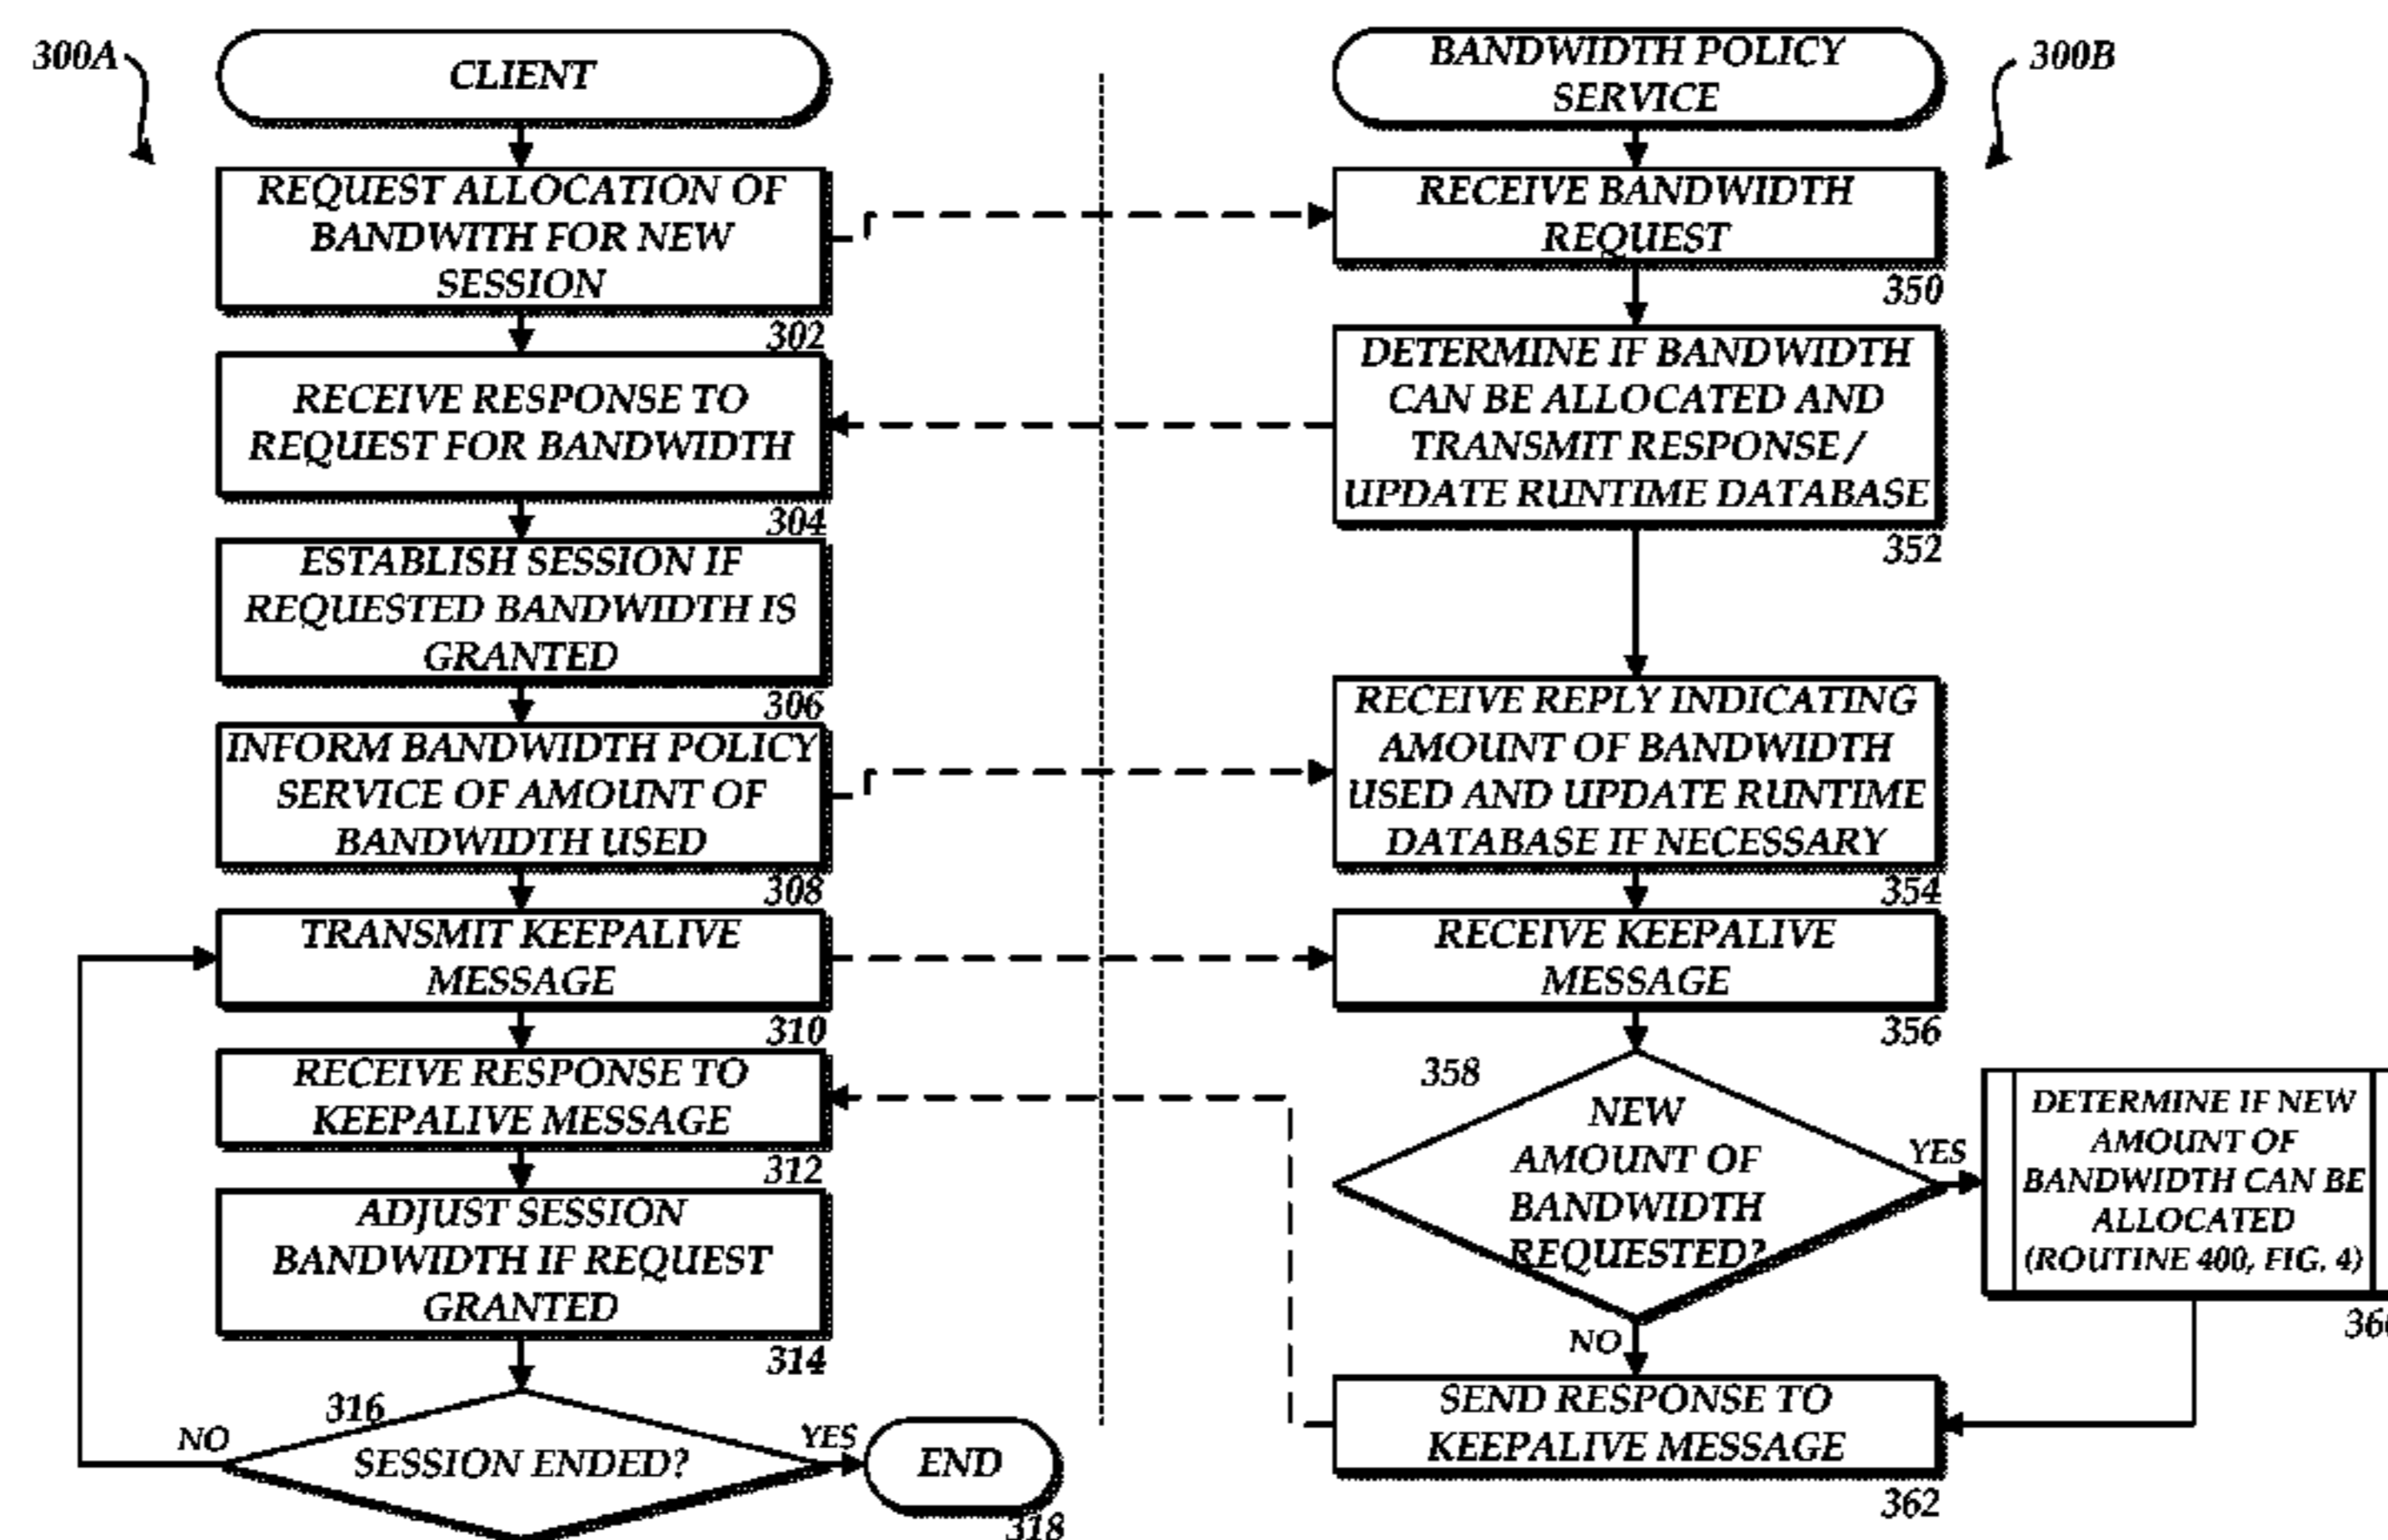 300A
CLIENT
REQUEST ALLOCATION OF
BANDWITH FOR NEW
SESSION
302
RECEIVE RESPONSE TO
REQUEST FOR BANDWIDTH
304
ESTABLISH SESSION IF
REQUESTED BANDWIDTH IS
GRANTED
306
INFORM BANDWIDTH POLICY
SERVICE OF AMOUNT OF
BANDWIDTH USED
308
TRANSMIT KEEPALIVE
MESSAGE
310
RECEIVE RESPONSE TO
KEEPALIVE MESSAGE
312
ADJUST SESSION
BANDWIDTH IF REQUEST
GRANTED
314
316
NO
SESSION ENDED?
YES
END
318
BANDWIDTH POLICY
SERVICE
300B
RECEIVE BANDWIDTH
REQUEST
350
DETERMINE IF BANDWIDTH
CAN BE ALLOCATED AND
TRANSMIT RESPONSE /
UPDATE RUNTIME DATABASE
352
RECEIVE REPLY INDICATING
AMOUNT OF BANDWIDTH
USED AND UPDATE RUNTIME
DATABASE IF NECESSARY
354
RECEIVE KEEPALIVE
MESSAGE
356
358
NEW
AMOUNT OF
BANDWIDTH
REQUESTED?
YES
DETERMINE IF NEW
AMOUNT OF
BANDWIDTH CAN BE
ALLOCATED
(ROUTINE 400, FIG. 4)
NO
SEND RESPONSE TO
KEEPALIVE MESSAGE
362